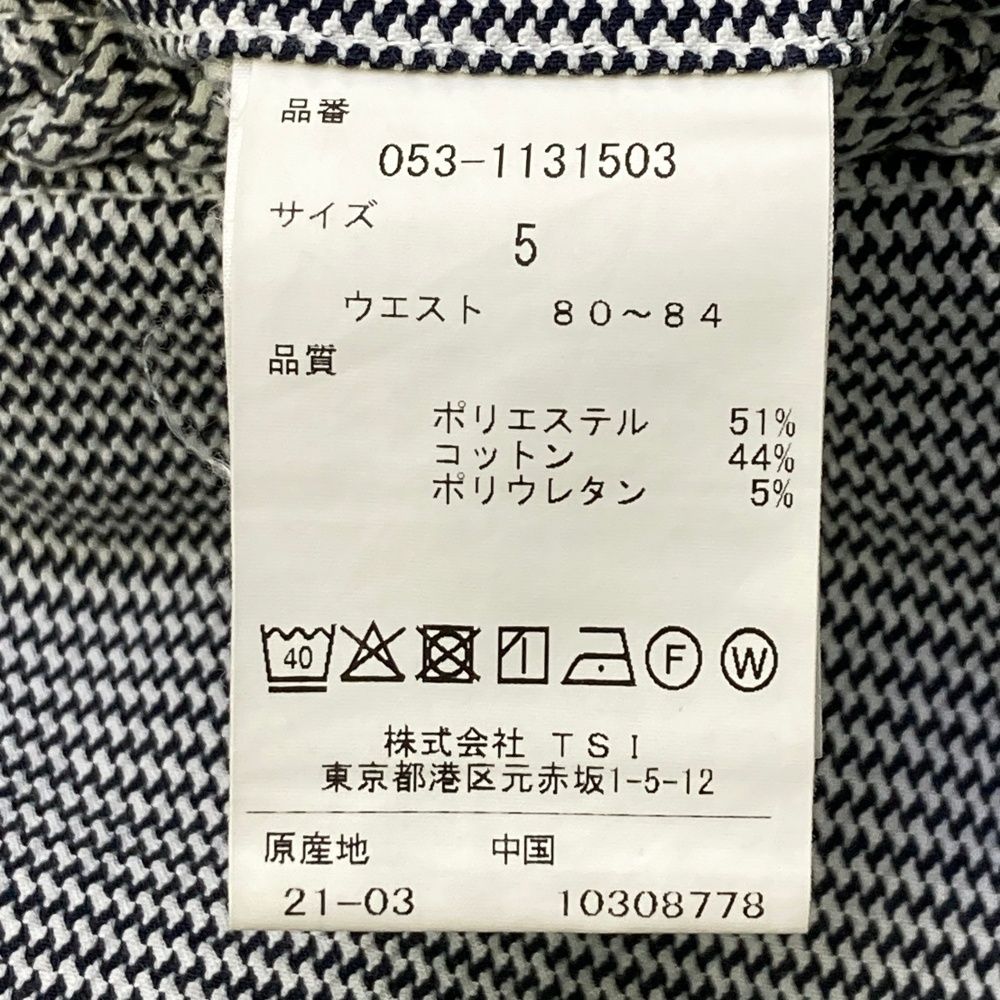 品番
053-1131503
サイズ
5
ウエスト 80～84
品質
ポリエステル 51%
コットン 44%
ポリウレタン 5%
40 F W
株式会社 TSI
東京都港区元赤坂1-5-12
原産地 中国
21-03 10308778